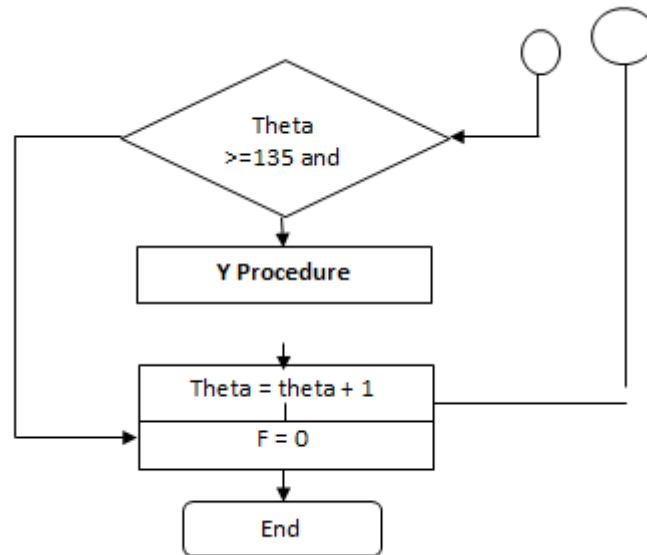 Theta
>=135 and
Y Procedure
Theta = theta + 1
F = 0
End